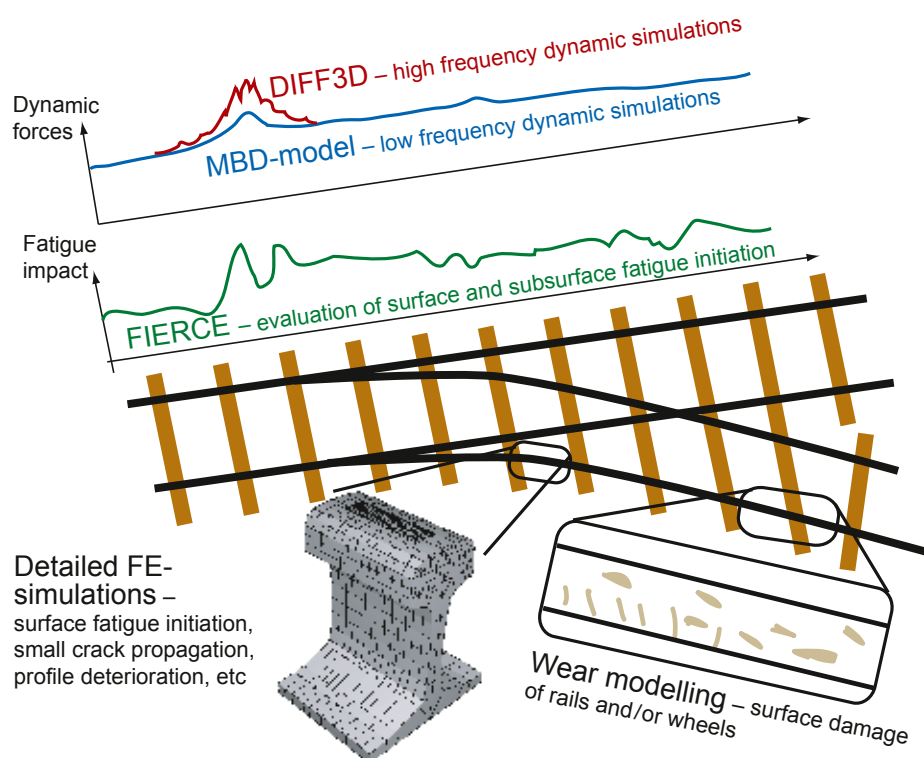 DIFF3D – high frequency dynamic simulations
Dynamic
forces
MBD-model – low frequency dynamic simulations
Fatigue
impact
FIERCE – evaluation of surface and subsurface fatigue initiation
Detailed FE-
simulations –
surface fatigue initiation,
small crack propagation,
profile deterioration, etc
Wear modelling – surface damage
of rails and/or wheels